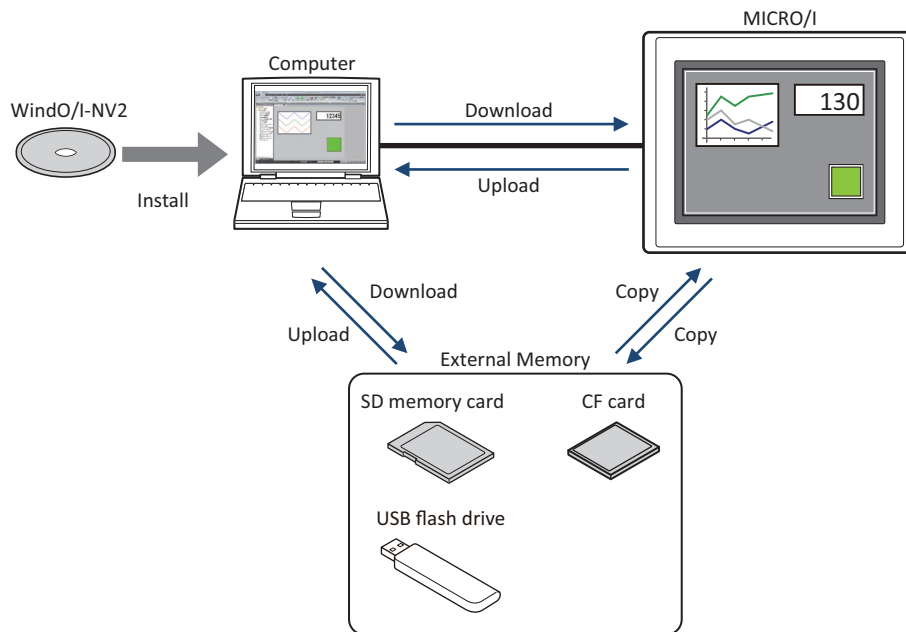 MICRO/I
Computer
WindO/I-NV2
Install
12345
Download
Upload
130
Download
Upload
Copy
Copy
External Memory
SD memory card
CF card
USB flash drive